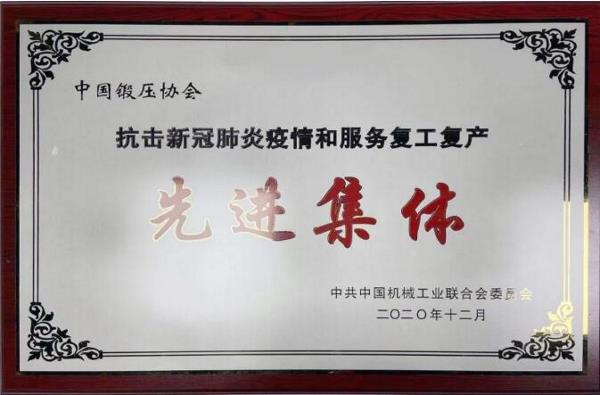 中国锻压协会
抗击新冠肺炎疫情和服务复工复产
先进集体
中共中国机械工业联合会委员会
二〇二〇年十二月